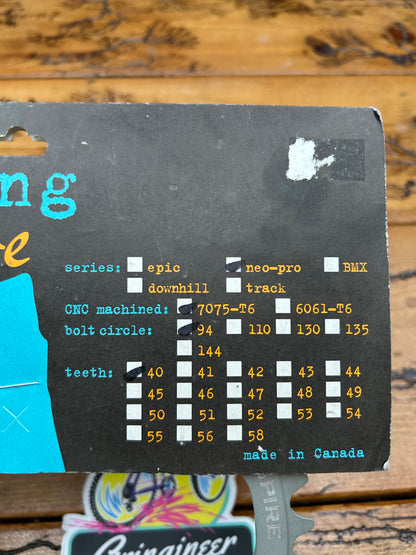 ng
e
series: epic neo-pro BMX
downhill track
CNC machined: 7075-T6 6061-T6
bolt circle: 94 110 130 135
144
teeth: 40 41 42 43 44
45 46 47 48 49
50 51 52 53 54
55 56 58
made in Canada
Gringineer
PIRE